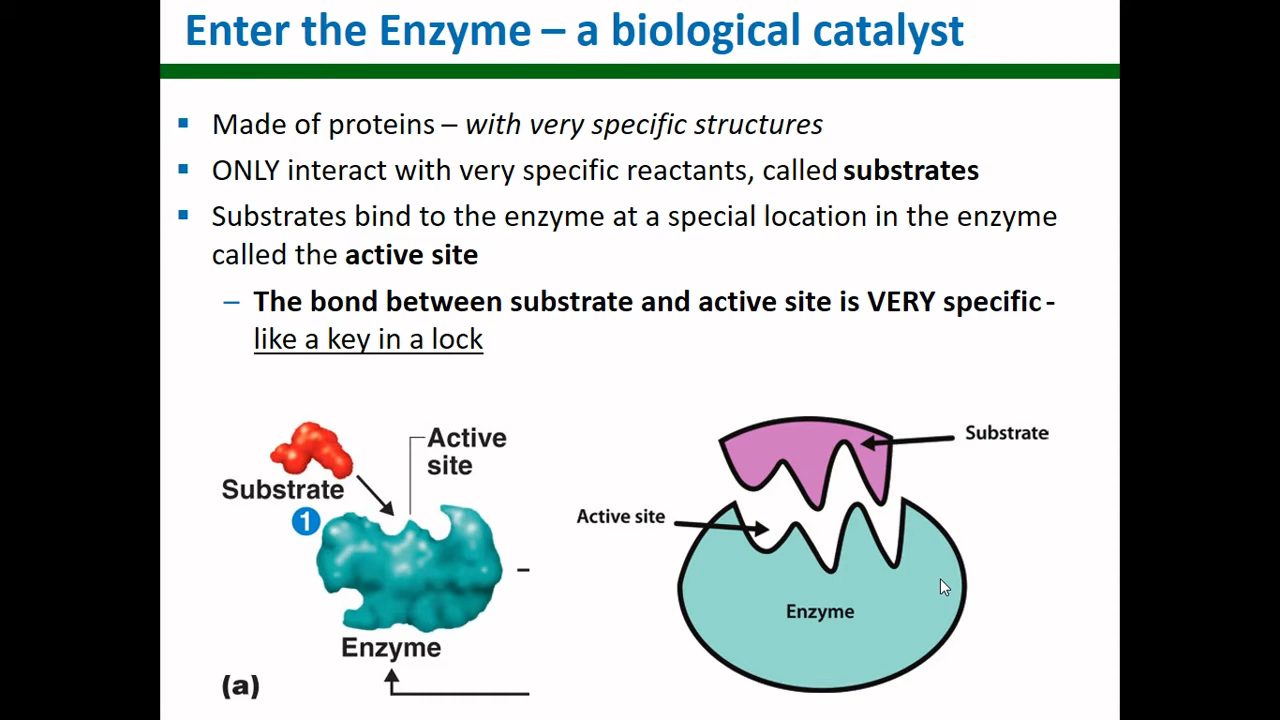 Enter the Enzyme – a biological catalyst
▪ Made of proteins – with very specific structures
▪ ONLY interact with very specific reactants, called substrates
▪ Substrates bind to the enzyme at a special location in the enzyme
called the active site
– The bond between substrate and active site is VERY specific -
like a key in a lock
Active
site
Substrate
1
Enzyme
(a)
Substrate
Active site
Enzyme